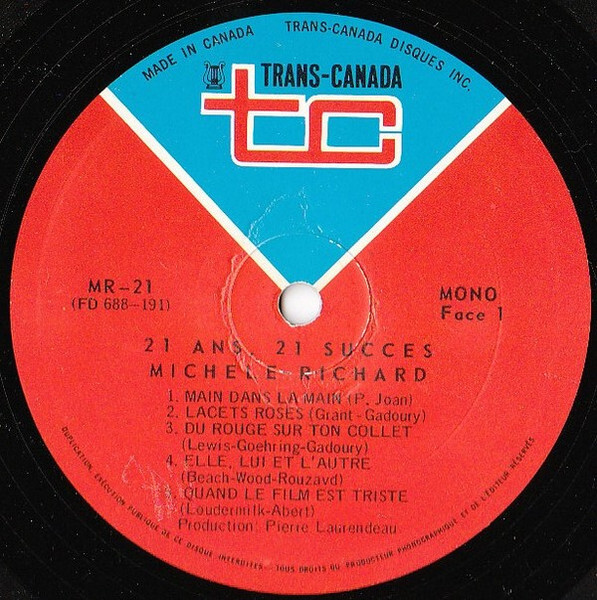 MADE IN CANADA    TRANS-CANADA DISQUES INC.
TRANS-CANADA
tc
MR-21
(FD 688-191)
MONO
Face 1
21 ANS, 21 SUCCES
MICHELE RICHARD
1. MAIN DANS LA MAIN (P. Joan)
2. LACETS ROSES (Grant-Gadoury)
3. DU ROUGE SUR TON COLLET
(Lewis-Goehring-Gadoury)
4. ELLE, LUI ET L'AUTRE
(Beach-Wood-Rouzavd)
5. QUAND LE FILM EST TRISTE
(Loudermilk-Abert)
Production: Pierre Laurendeau
DUPLICATION, EXÉCUTION PUBLIQUE DE CE DISQUE INTERDITES. TOUS DROITS DU PRODUCTEUR PHONOGRAPHIQUE ET DE L'ÉDITEUR RÉSERVÉS